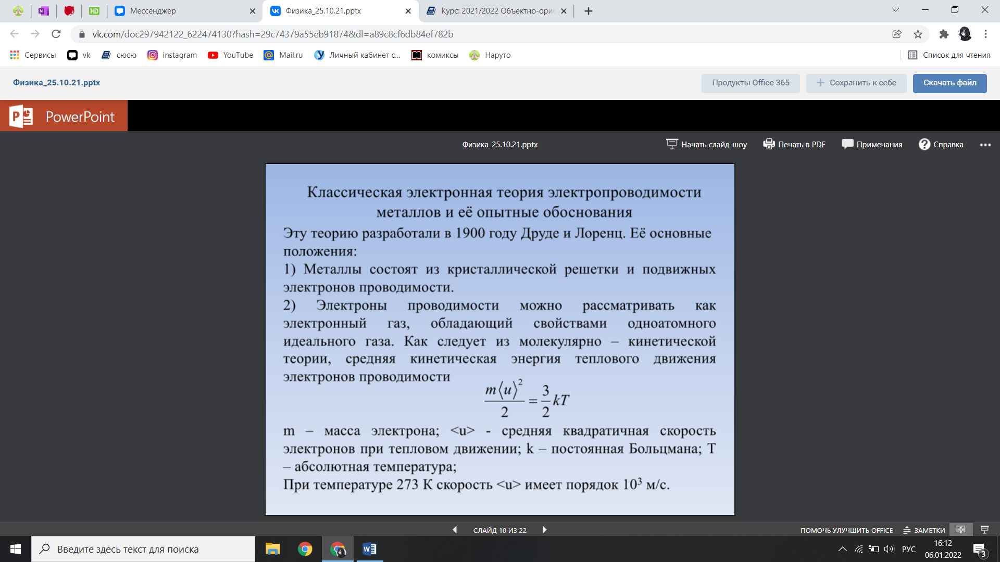 Мессенджер
Физика_25.10.21.pptx
Курс: 2021/2022 Объектно-орие
vk.com/doc297942122_622474130?hash=29c74379a55eb91874&dl=a89c8cf6db84ef782b
Сервисы vk сюсю instagram YouTube Mail.ru Личный кабинет с... комиксы Наруто Список для чтения
Физика_25.10.21.pptx
Продукты Office 365
Сохранить к себе
Скачать файл
PowerPoint
Физика_25.10.21.pptx
Начать слайд-шоу Печать в PDF Примечания Справка
Классическая электронная теория электропроводимости
металлов и её опытные обоснования
Эту теорию разработали в 1900 году Друде и Лоренц. Её основные
положения:
1) Металлы состоят из кристаллической решетки и подвижных
электронов проводимости.
2) Электроны проводимости можно рассматривать как
электронный газ, обладающий свойствами одноатомного
идеального газа. Как следует из молекулярно – кинетической
теории, средняя кинетическая энергия теплового движения
электронов проводимости
m⟨u⟩²/2 = 3/2 kT
m – масса электрона; <u> - средняя квадратичная скорость
электронов при тепловом движении; k – постоянная Больцмана; T
– абсолютная температура;
При температуре 273 К скорость <u> имеет порядок 10³ м/с.
СЛАЙД 10 ИЗ 22
ПОМОЧЬ УЛУЧШИТЬ OFFICE ЗАМЕТКИ
Введите здесь текст для поиска
РУС
16:12
06.01.2022
3